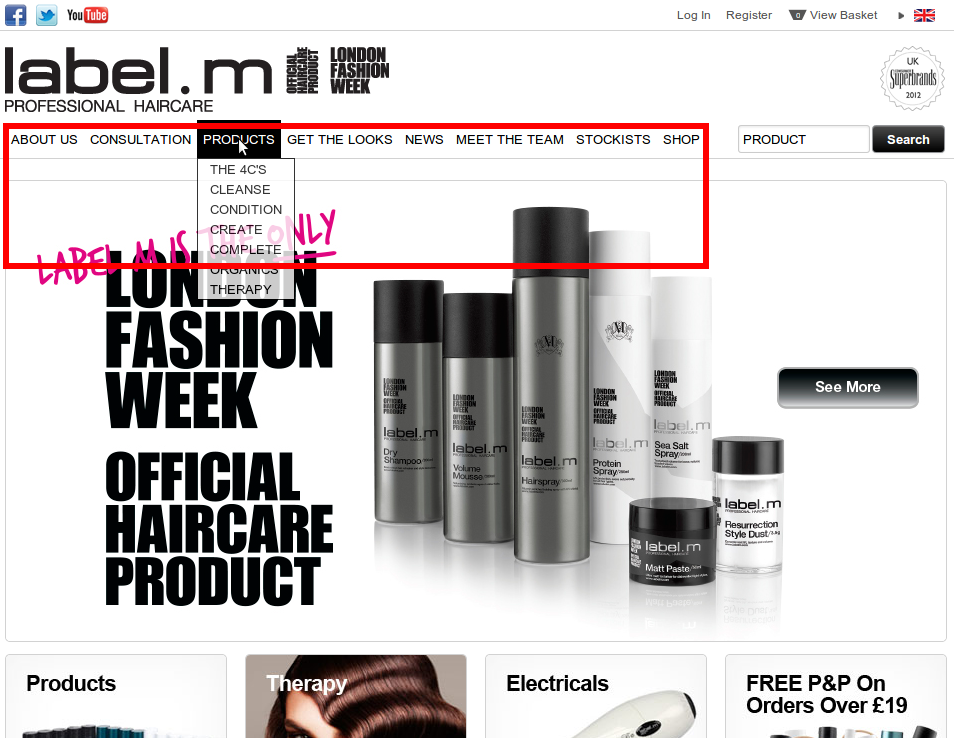 You Tube
Log In Register 0 View Basket
label.m
PROFESSIONAL HAIRCARE
OFFICIAL HAIRCARE PRODUCT
LONDON FASHION WEEK
UK
Superbrands
2012
ABOUT US CONSULTATION PRODUCTS GET THE LOOKS NEWS MEET THE TEAM STOCKISTS SHOP
PRODUCT Search
THE 4C'S
CLEANSE
CONDITION
CREATE
COMPLETE
ORGANICS
THERAPY
LABEL M IS THE ONLY
LONDON
FASHION
WEEK
OFFICIAL
HAIRCARE
PRODUCT
See More
LONDON
FASHION
WEEK
OFFICIAL
HAIRCARE
PRODUCT
label.m
Dry
Shampoo
LONDON
FASHION
WEEK
OFFICIAL
HAIRCARE
PRODUCT
label.m
Volume
Mousse
LONDON
FASHION
WEEK
OFFICIAL
HAIRCARE
PRODUCT
label.m
Hairspray
LONDON
FASHION
WEEK
OFFICIAL
HAIRCARE
PRODUCT
label.m
Protein
Spray
LONDON
FASHION
WEEK
OFFICIAL
HAIRCARE
PRODUCT
label.m
Sea Salt
Spray
label.m
Matt Paste
label.m
Resurrection
Style Dust
Products
Therapy
Electricals
FREE P&P On
Orders Over £19